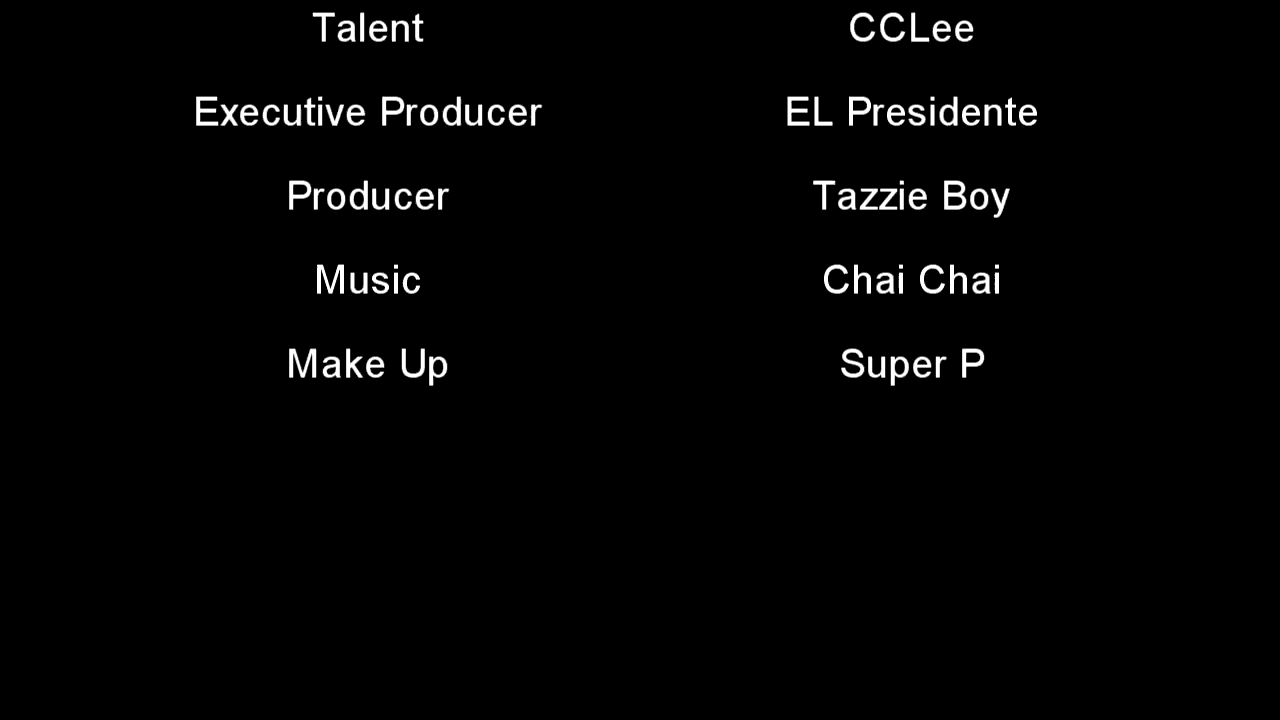 Talent CCLee
Executive Producer EL Presidente
Producer Tazzie Boy
Music Chai Chai
Make Up Super P